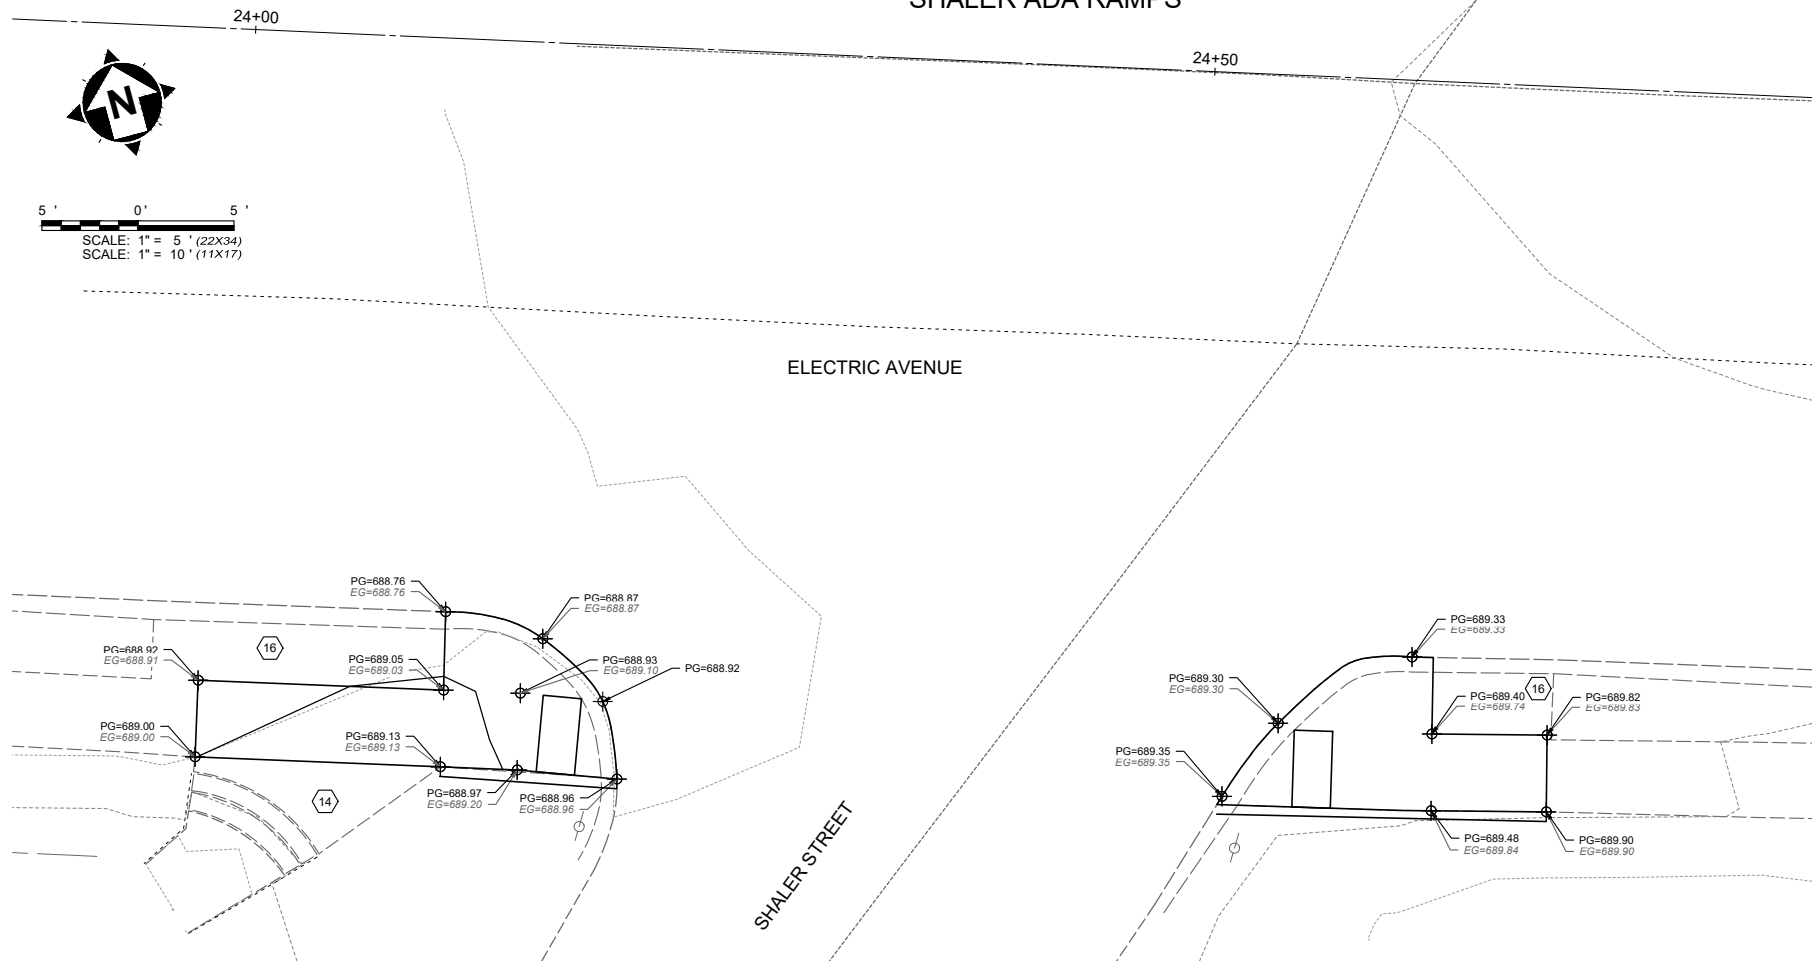 SHALER ADA RAMPS
24+00
24+50
N
5 ' 0' 5 '
SCALE: 1" = 5 ' (22X34)
SCALE: 1" = 10 ' (11X17)
ELECTRIC AVENUE
SHALER STREET
PG=688.76
EG=688.76
PG=688.87
EG=688.87
16
PG=688.92
EG=688.91
PG=689.05
EG=689.03
PG=688.93
EG=689.10
PG=688.92
PG=689.00
EG=689.00
PG=689.13
EG=689.13
PG=688.97
EG=689.20
PG=688.96
EG=688.96
14
PG=689.33
EG=689.33
PG=689.30
EG=689.30
16
PG=689.40
EG=689.74
PG=689.82
EG=689.83
PG=689.35
EG=689.35
PG=689.48
EG=689.84
PG=689.90
EG=689.90